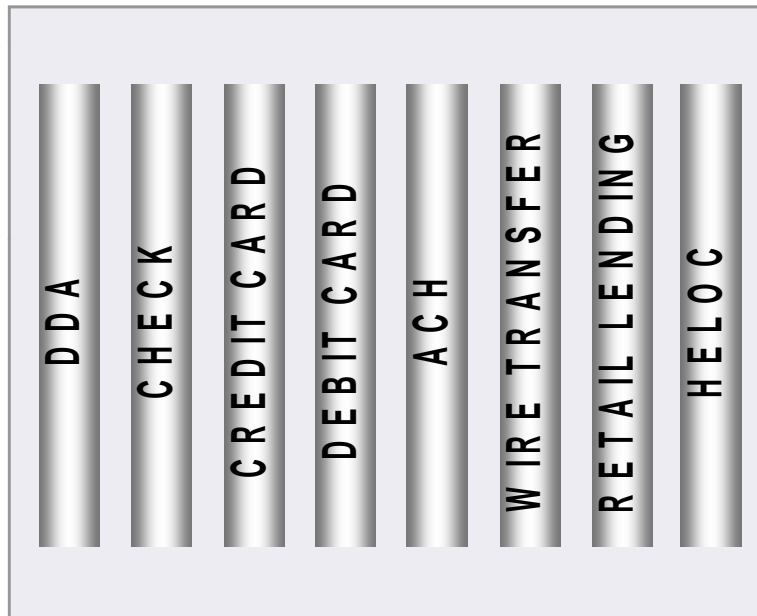 DDA
CHECK
CREDIT CARD
DEBIT CARD
ACH
WIRE TRANSFER
RETAIL LENDING
HELOC